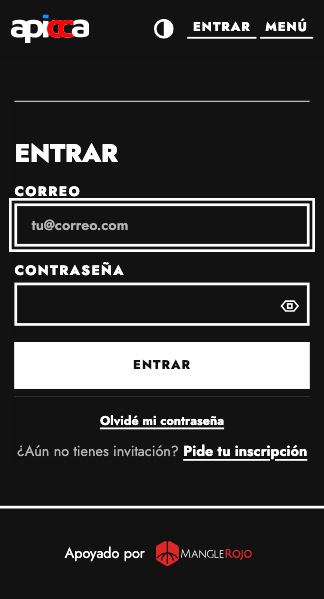 apicca
ENTRAR MENÚ
ENTRAR
CORREO
tu@correo.com
CONTRASEÑA
ENTRAR
Olvidé mi contraseña
¿Aún no tienes invitación? Pide tu inscripción
Apoyado por MANGLEROJO